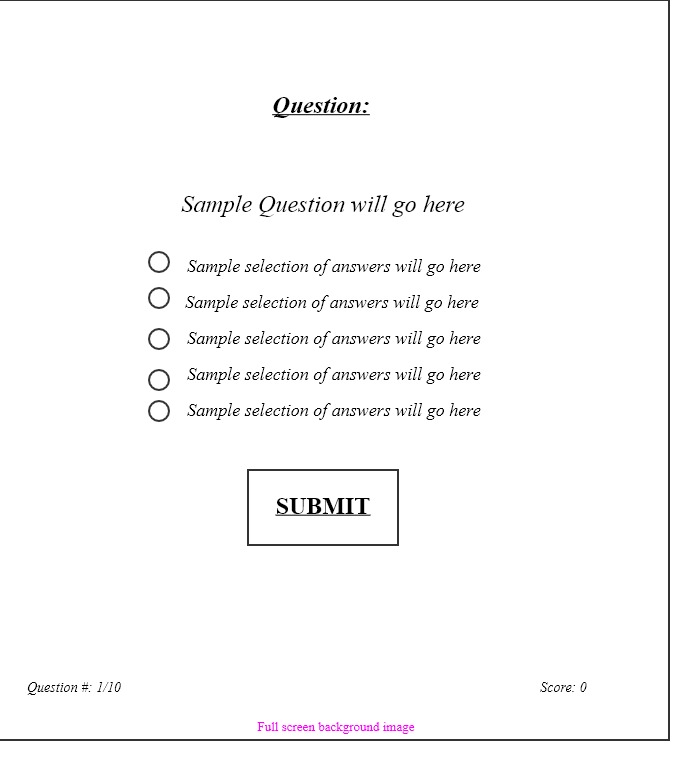 Question:
Sample Question will go here
Sample selection of answers will go here
Sample selection of answers will go here
Sample selection of answers will go here
Sample selection of answers will go here
Sample selection of answers will go here
SUBMIT
Question #: 1/10
Score: 0
Full screen background image